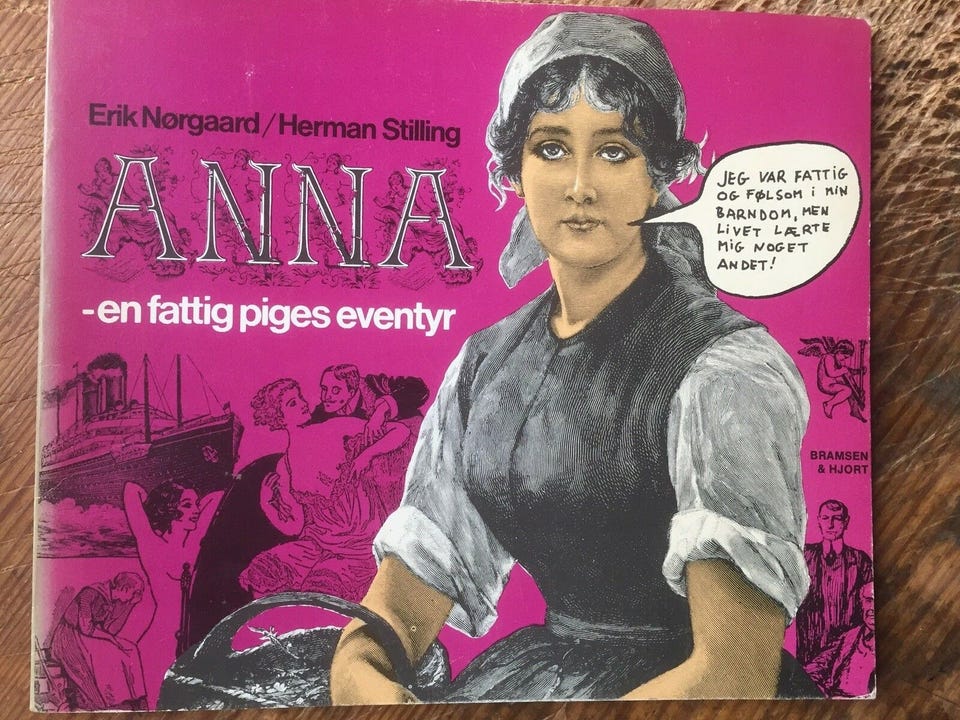 Erik Nørgaard/Herman Stilling
ANNA
-en fattig piges eventyr
JEG VAR FATTIG
OG FØLSOM I MIN
BARNDOM, MEN
LIVET LÆRTE
MIG NOGET
ANDET!
BRAMSEN
& HJORT